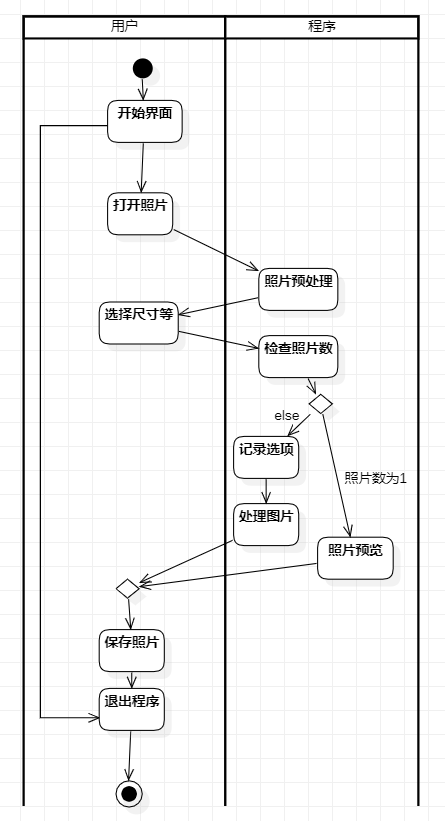 用户
程序
开始界面
打开照片
照片预处理
选择尺寸等
检查照片数
else
记录选项
照片数为1
处理图片
照片预览
保存照片
退出程序